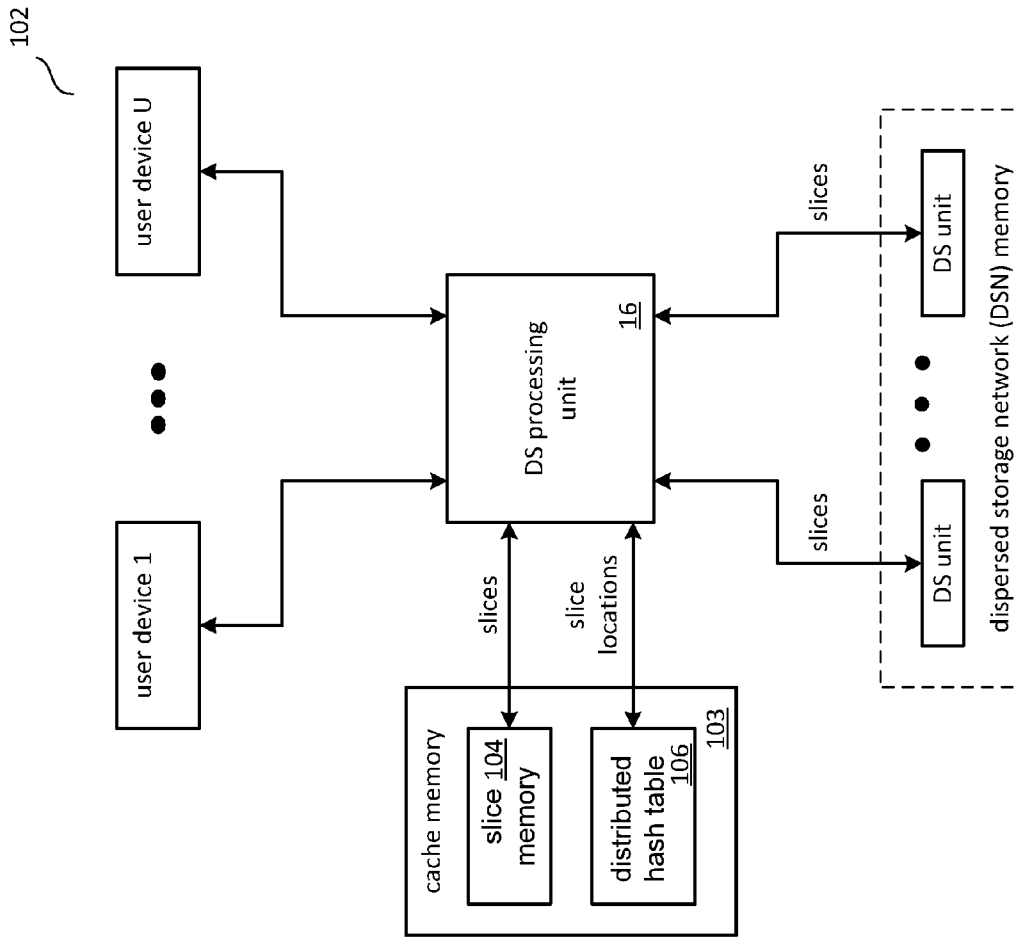 102
user device 1
user device U
DS processing
unit
16
cache memory
slice 104
memory
distributed
hash table
106
103
slices
slice
locations
slices
slices
DS unit
DS unit
dispersed storage network (DSN) memory